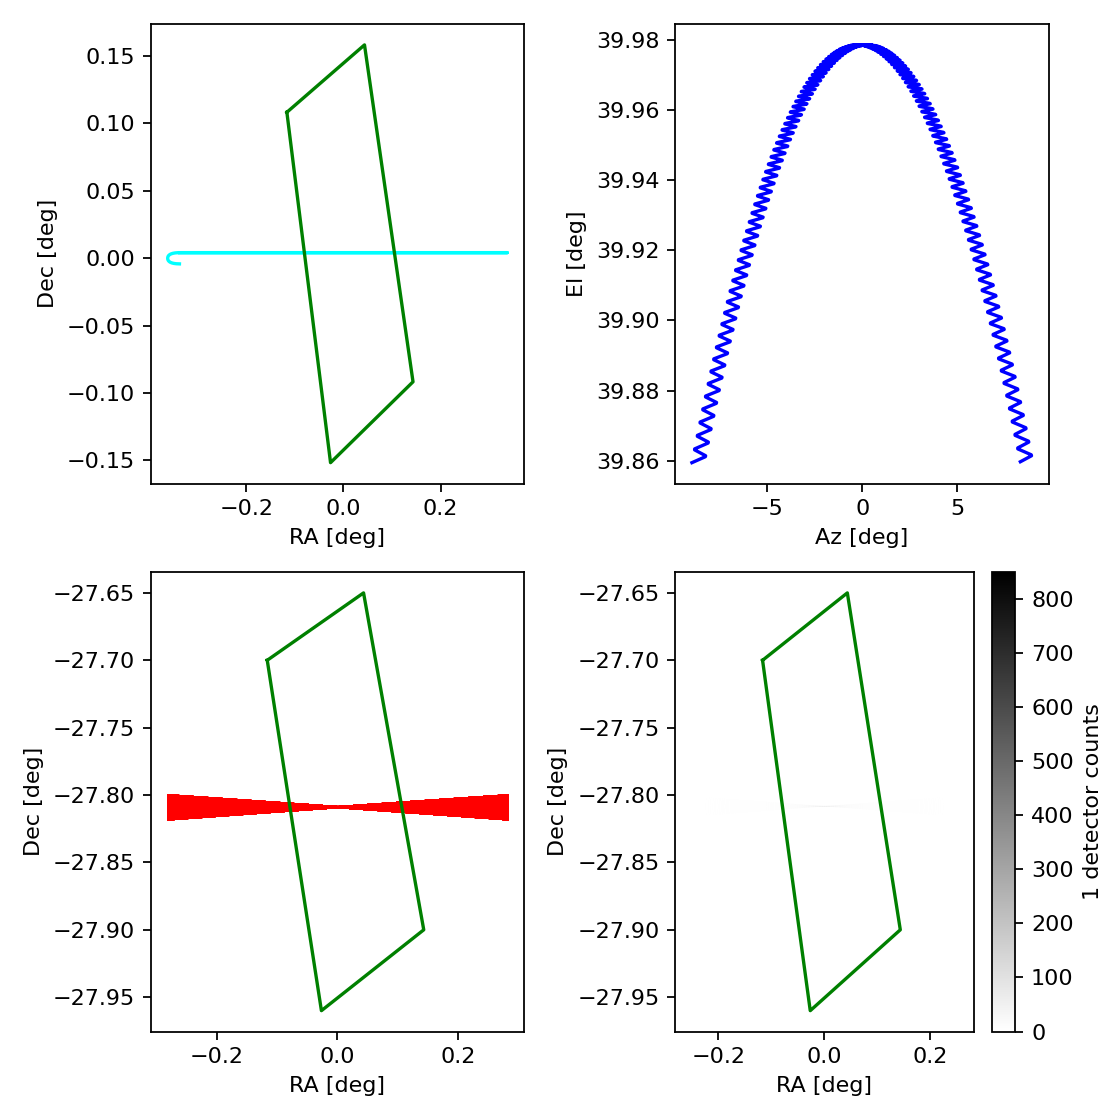 0.15
0.10
0.05
0.00
−0.05
−0.10
−0.15
Dec [deg]
−0.2 0.0 0.2
RA [deg]
39.98
39.96
39.94
39.92
39.90
39.88
39.86
El [deg]
−5 0 5
Az [deg]
−27.65
−27.70
−27.75
−27.80
−27.85
−27.90
−27.95
Dec [deg]
−0.2 0.0 0.2
RA [deg]
−27.65
−27.70
−27.75
−27.80
−27.85
−27.90
−27.95
Dec [deg]
−0.2 0.0 0.2
RA [deg]
800
700
600
500
400
300
200
100
0
1 detector counts